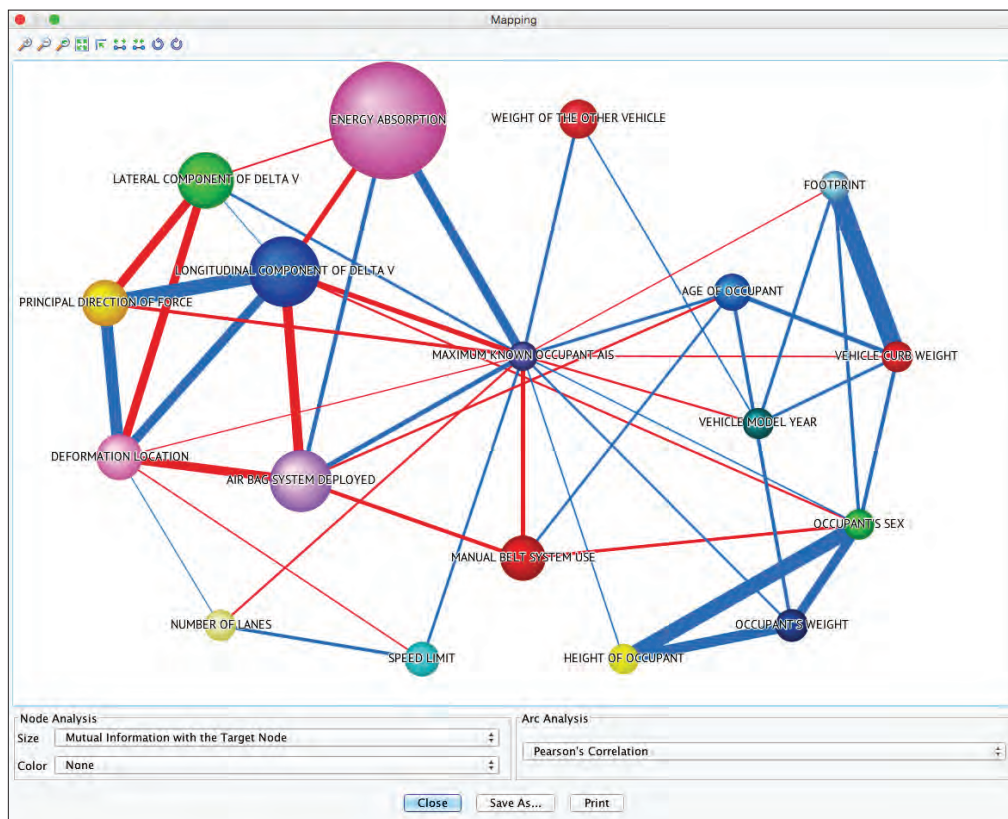 Mapping
ENERGY ABSORPTION
WEIGHT OF THE OTHER VEHICLE
LATERAL COMPONENT OF DELTA V
FOOTPRINT
LONGITUDINAL COMPONENT OF DELTA V
AGE OF OCCUPANT
PRINCIPAL DIRECTION OF FORCE
MAXIMUM KNOWN OCCUPANT AIS
VEHICLE CURB WEIGHT
VEHICLE MODEL YEAR
DEFORMATION LOCATION
AIR BAG SYSTEM DEPLOYED
OCCUPANT'S SEX
MANUAL BELT SYSTEM USE
NUMBER OF LANES
OCCUPANT'S WEIGHT
SPEED LIMIT
HEIGHT OF OCCUPANT
Node Analysis
Size Mutual Information with the Target Node
Color None
Arc Analysis
Pearson's Correlation
Close Save As... Print